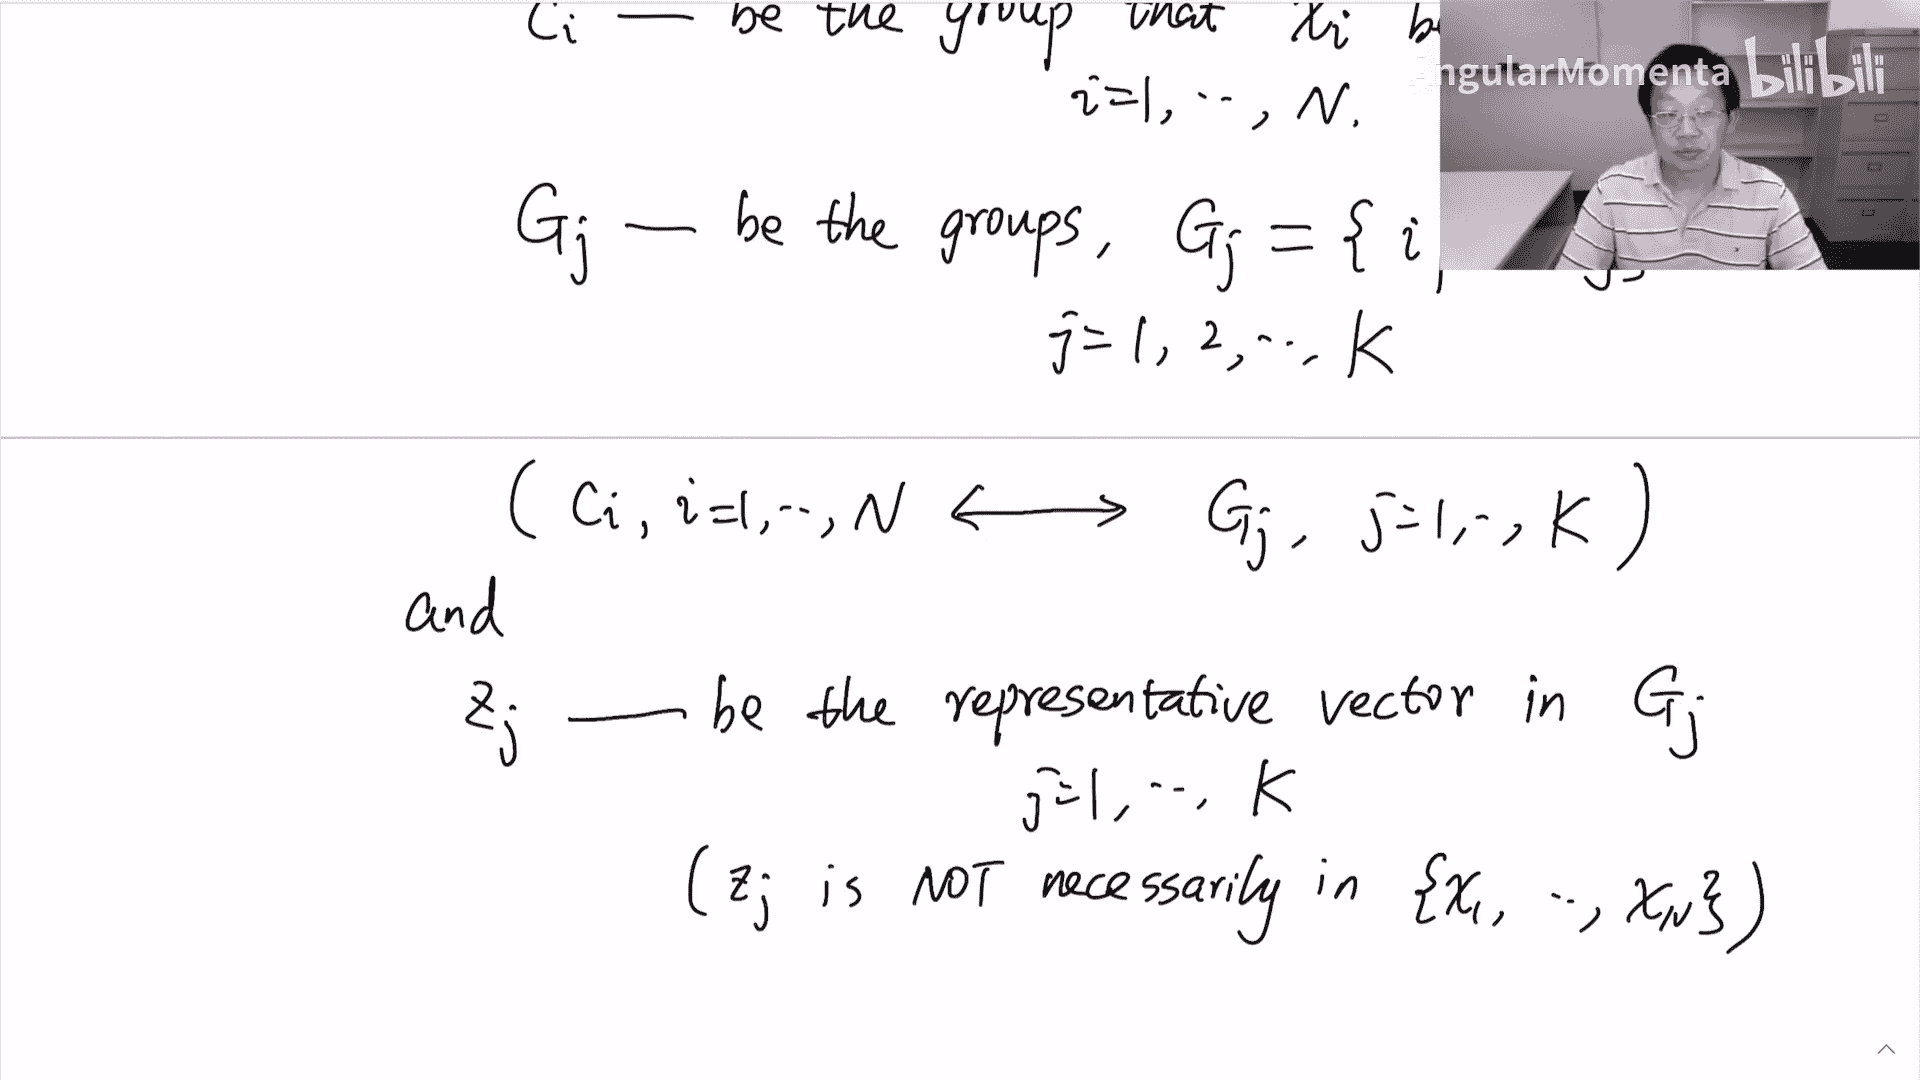 Ci — be the group that xi
i=1, ··, N.
ngularMomenta bilibili
Gj — be the groups, Gj = { i
j=1, 2, ··, K
( Ci, i=1,··, N ⟷ Gj, j=1,··, K )
and
zj — be the representative vector in Gj
j=1, ··, K
(zj is NOT necessarily in {x1, ··, xN})